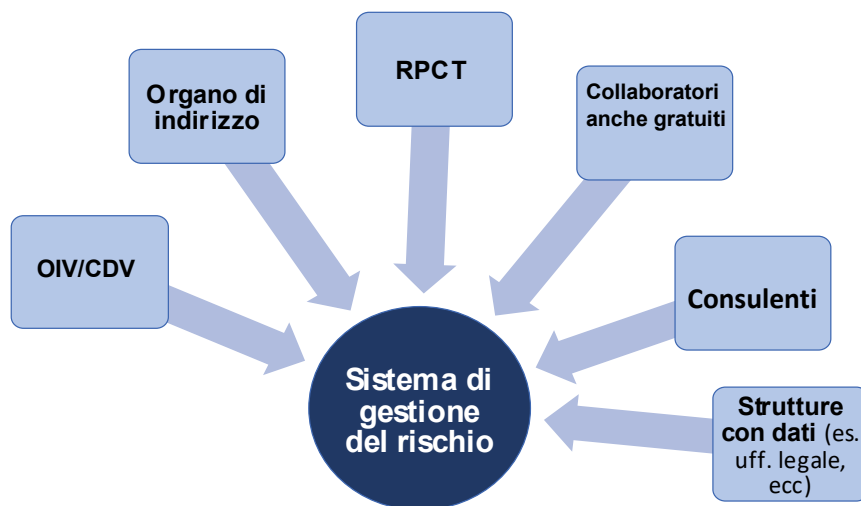 OIV/CDV
Organo di
indirizzo
RPCT
Collaboratori
anche gratuiti
Consulenti
Strutture
con dati (es.
uff. legale,
ecc)
Sistema di
gestione
del rischio